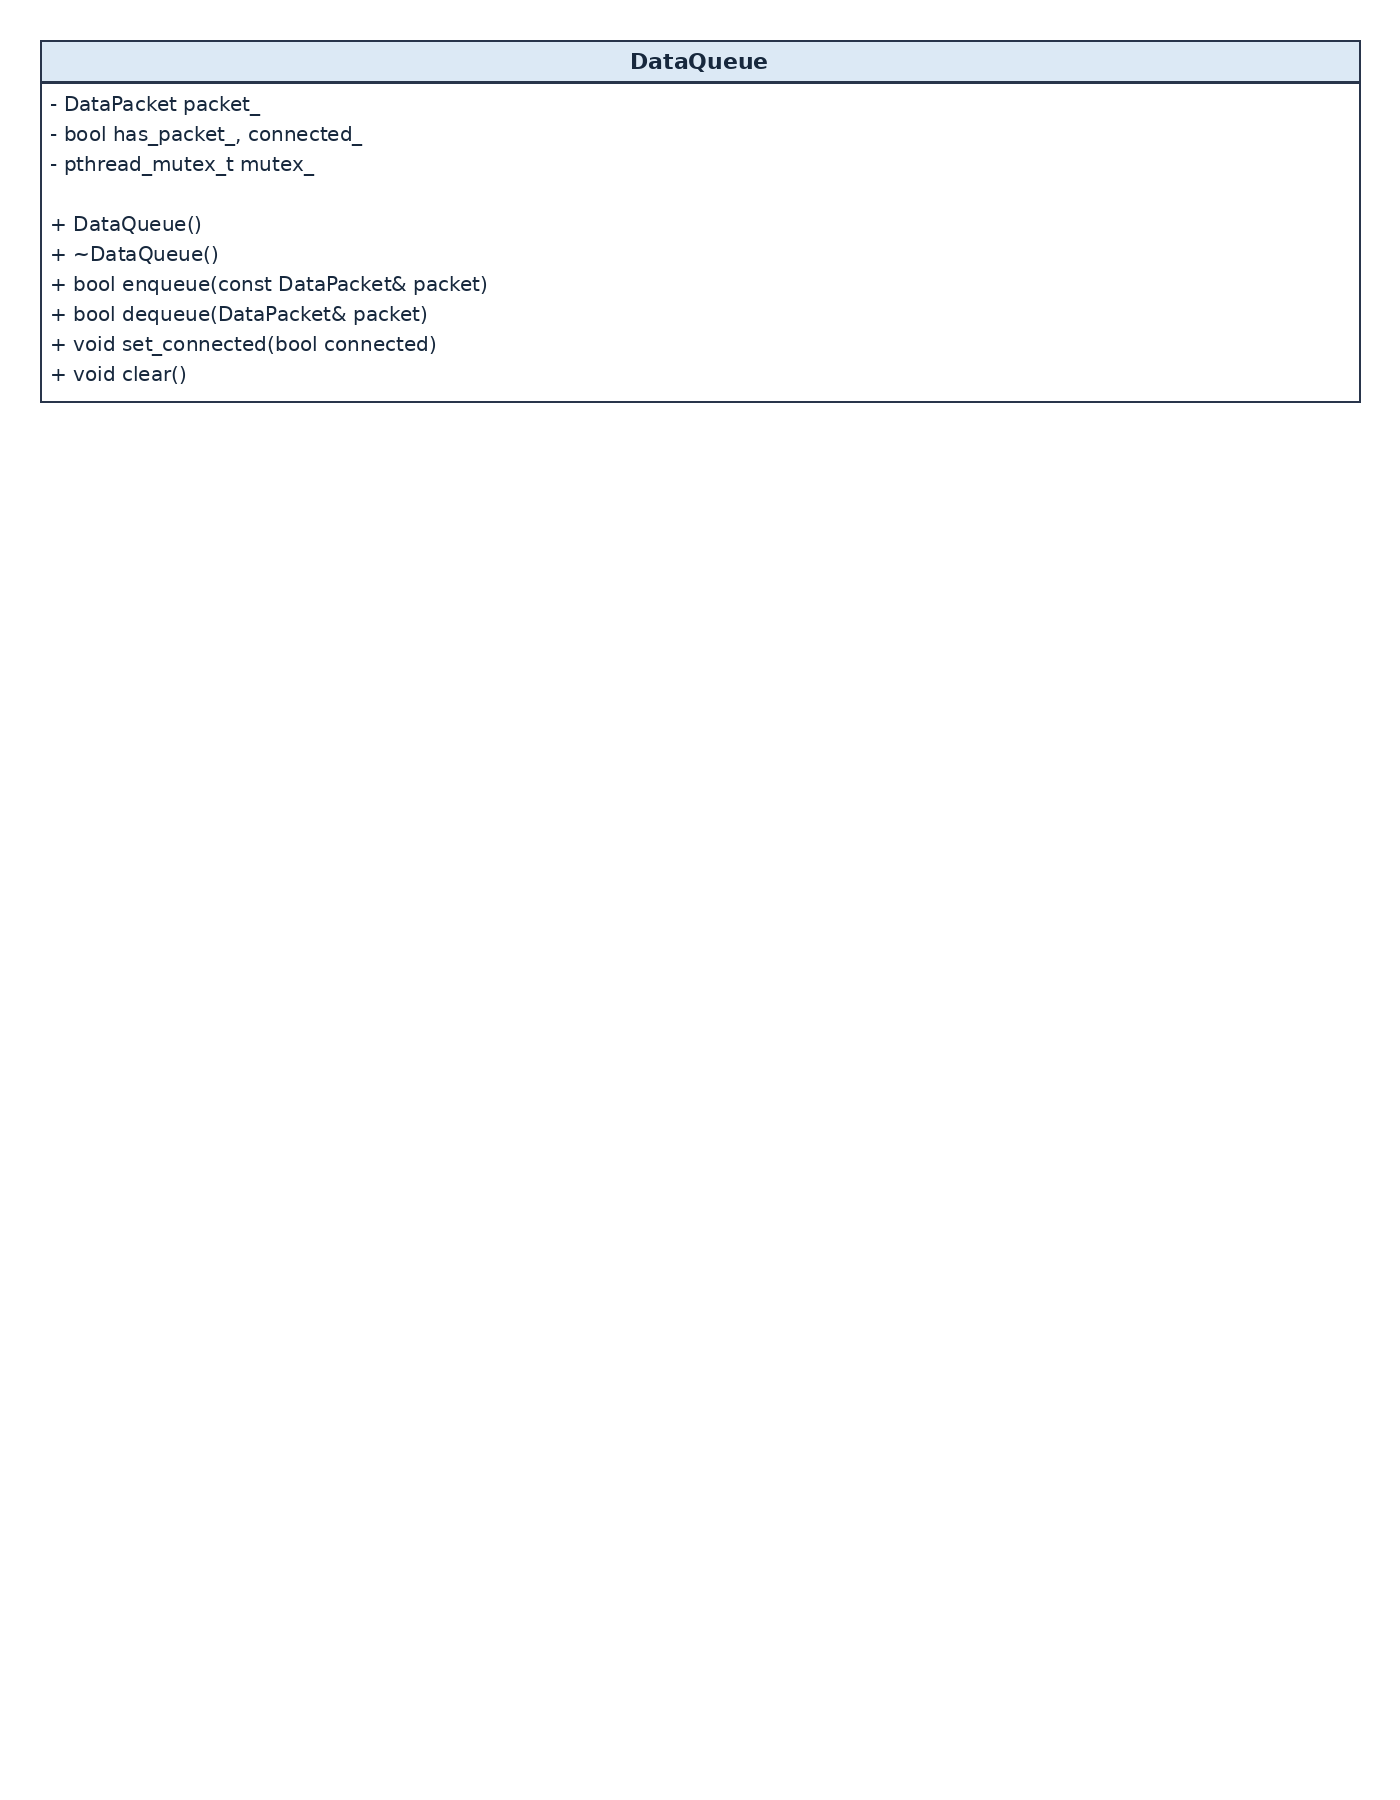 DataQueue
- DataPacket packet_
- bool has_packet_, connected_
- pthread_mutex_t mutex_
+ DataQueue()
+ ~DataQueue()
+ bool enqueue(const DataPacket& packet)
+ bool dequeue(DataPacket& packet)
+ void set_connected(bool connected)
+ void clear()